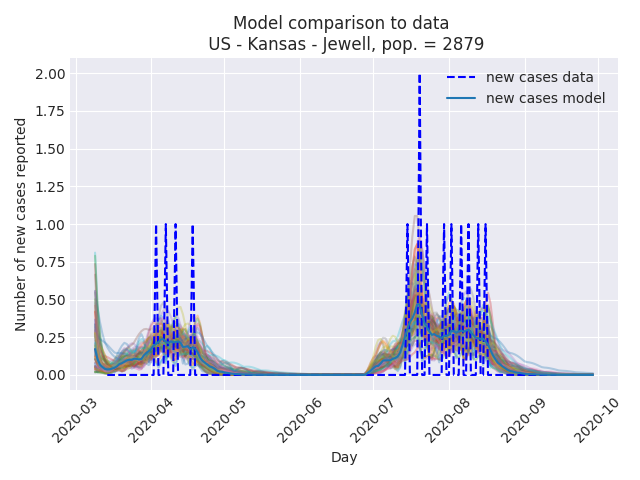 Model comparison to data
US - Kansas - Jewell, pop. = 2879
new cases data
new cases model
Number of new cases reported
2.00
1.75
1.50
1.25
1.00
0.75
0.50
0.25
0.00
2020-03
2020-04
2020-05
2020-06
2020-07
2020-08
2020-09
2020-10
Day